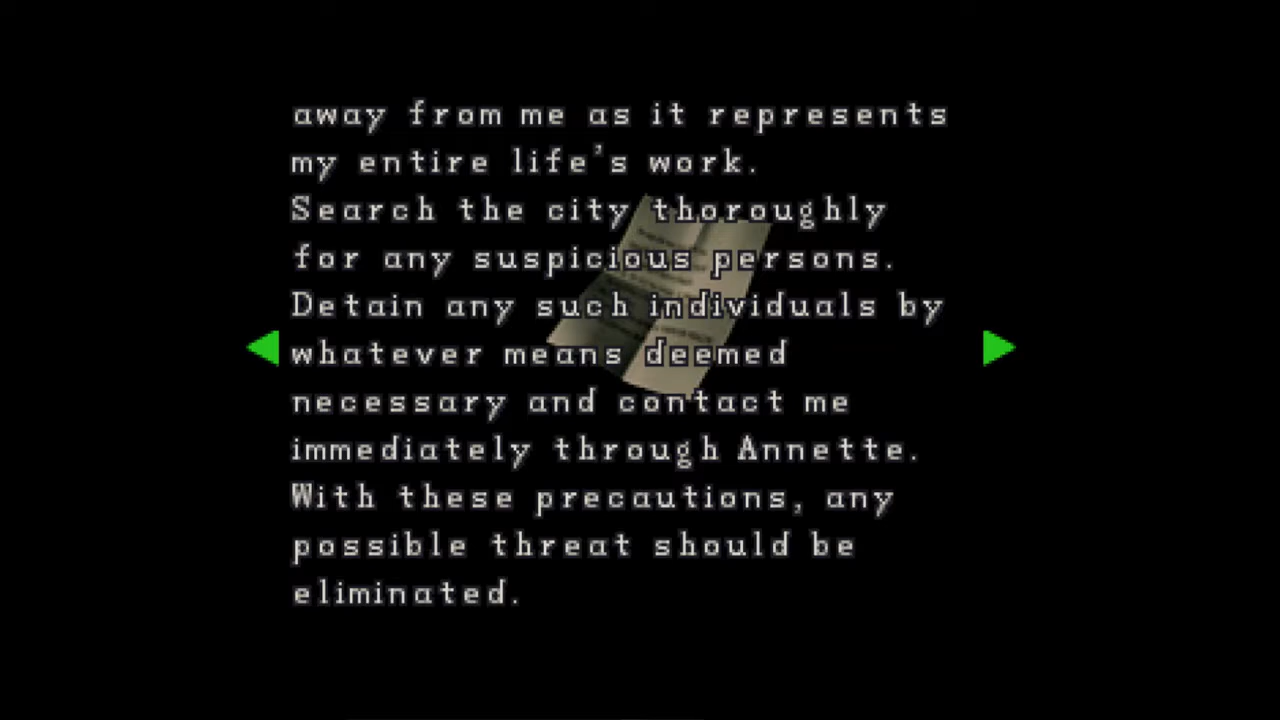 away from me as it represents
my entire life's work.
Search the city thoroughly
for any suspicious persons.
Detain any such individuals by
whatever means deemed
necessary and contact me
immediately through Annette.
With these precautions, any
possible threat should be
eliminated.